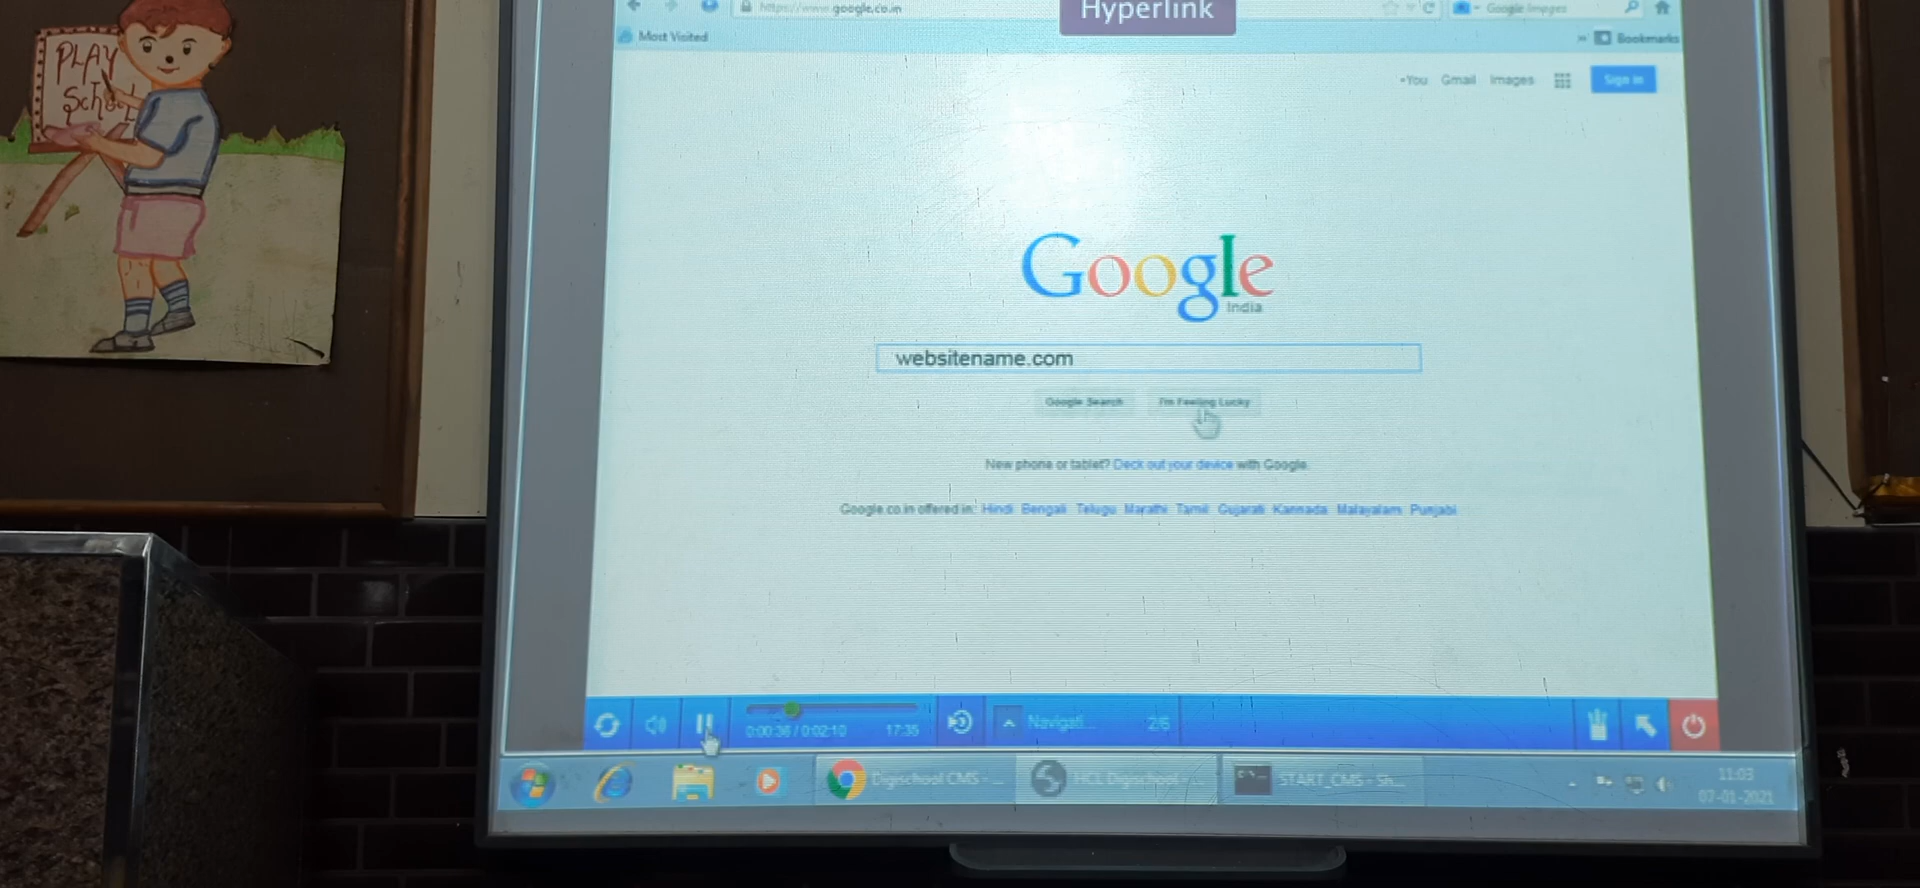 PLAY
School
https://www.google.co.in
Hyperlink
Google Images
Most Visited
Bookmarks
+You Gmail Images Sign in
Google
India
websitename.com
Google Search I'm Feeling Lucky
New phone or tablet? Deck out your device with Google.
Google.co.in offered in: Hindi Bengali Telugu Marathi Tamil Gujarati Kannada Malayalam Punjabi
0:00:36 / 0:02:10 17:35 Navigati... 2/6
Digischool CMS - ... HCL Digischool - ... START_CMS - Sh...
11:03
07-01-2021